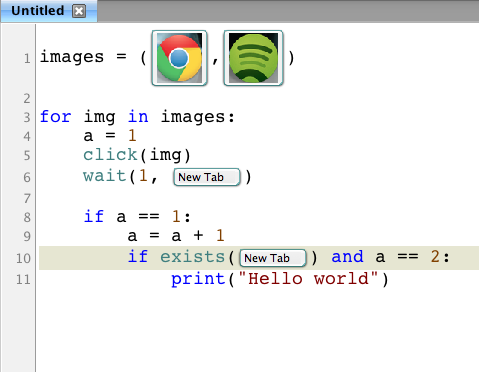 Untitled
1 images = ( , )
2
3 for img in images:
4 a = 1
5 click(img)
6 wait(1, New Tab )
7
8 if a == 1:
9 a = a + 1
10 if exists( New Tab ) and a == 2:
11 print("Hello world")